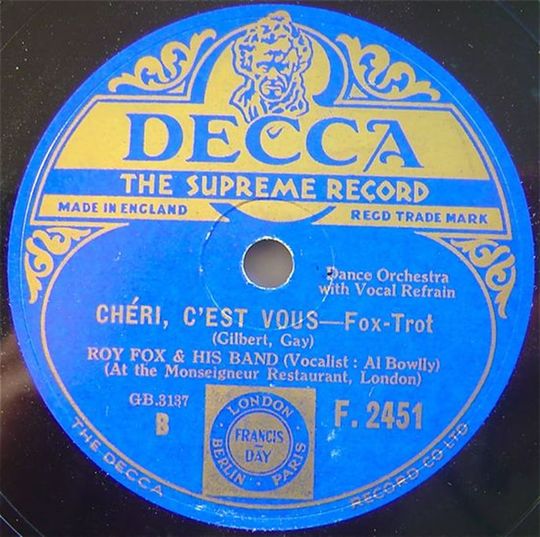 DECCA
THE SUPREME RECORD
MADE IN ENGLAND
REGD TRADE MARK
Dance Orchestra
with Vocal Refrain
CHÉRI, C'EST VOUS—Fox-Trot
(Gilbert, Gay)
ROY FOX & HIS BAND (Vocalist : Al Bowlly)
(At the Monseigneur Restaurant, London)
GB.3137
B
F. 2451
· LONDON ·
BERLIN · PARIS
FRANCIS
DAY
THE DECCA
RECORD CO LTD